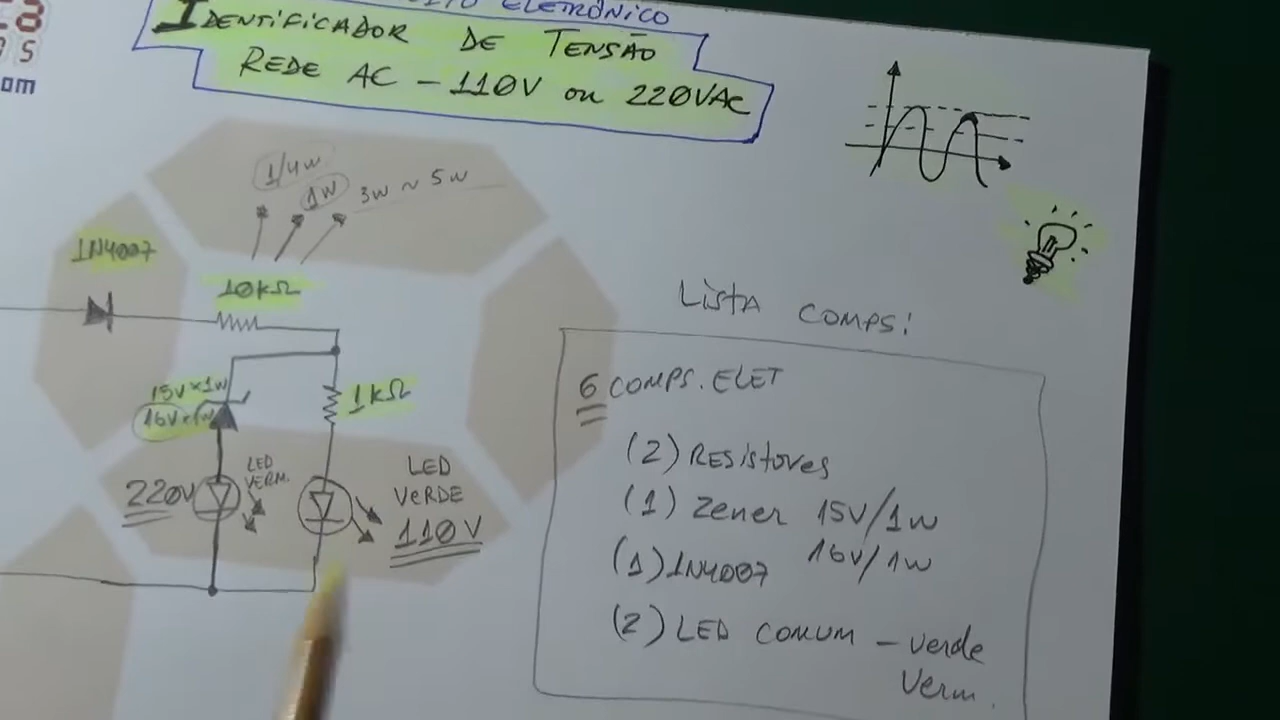 ELETRÔNICO
IDENTIFICADOR DE TENSÃO
REDE AC - 110V ou 220VAC
om
1/4W
1W
3W ~ 5W
1N4007
10KΩ
15V×1W
16V×1W
1KΩ
220V
LED
VERM.
LED
VERDE
110V
LISTA COMPS:
6 COMPS. ELET
(2) RESISTORES
(1) ZENER 15V/1W
16V/1W
(1) 1N4007
(2) LED COMUM - verde
Verm.